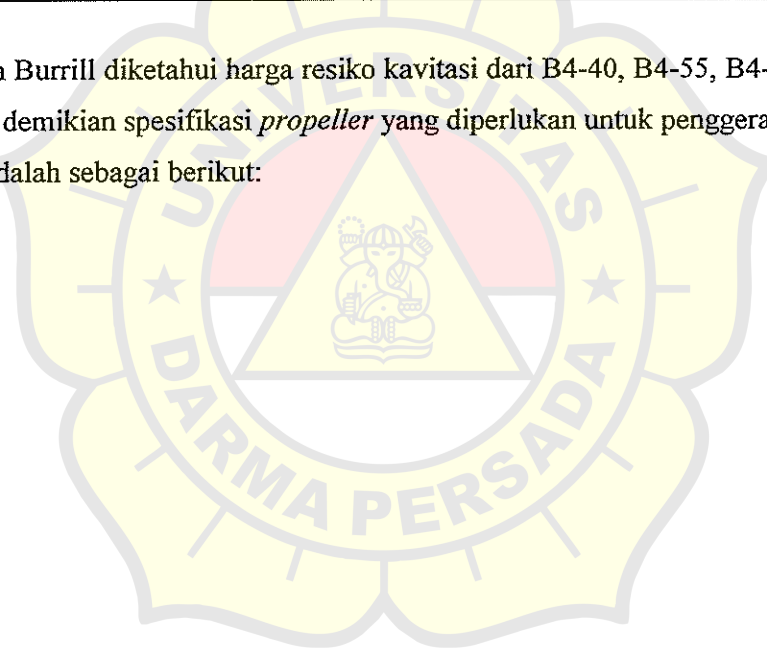 a Burrill diketahui harga resiko kavitasi dari B4-40, B4-55, B4-
demikian spesifikasi propeller yang diperlukan untuk penggera
dalah sebagai berikut:
UNIVERSITAS
DARMA PERSADA